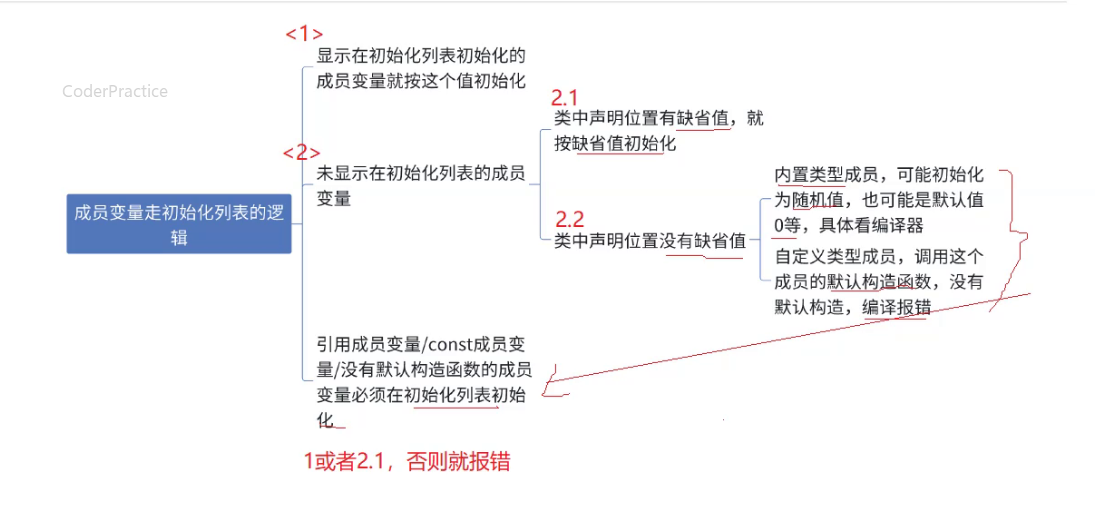 <1>
显示在初始化列表初始化的
成员变量就按这个值初始化
CoderPractice
2.1
类中声明位置有缺省值，就
按缺省值初始化
<2>
未显示在初始化列表的成员
变量
内置类型成员，可能初始化
为随机值，也可能是默认值
0等，具体看编译器
成员变量走初始化列表的逻
辑
2.2
类中声明位置没有缺省值
自定义类型成员，调用这个
成员的默认构造函数，没有
默认构造，编译报错
引用成员变量/const成员变
量/没有默认构造函数的成员
变量必须在初始化列表初始
化
1或者2.1，否则就报错